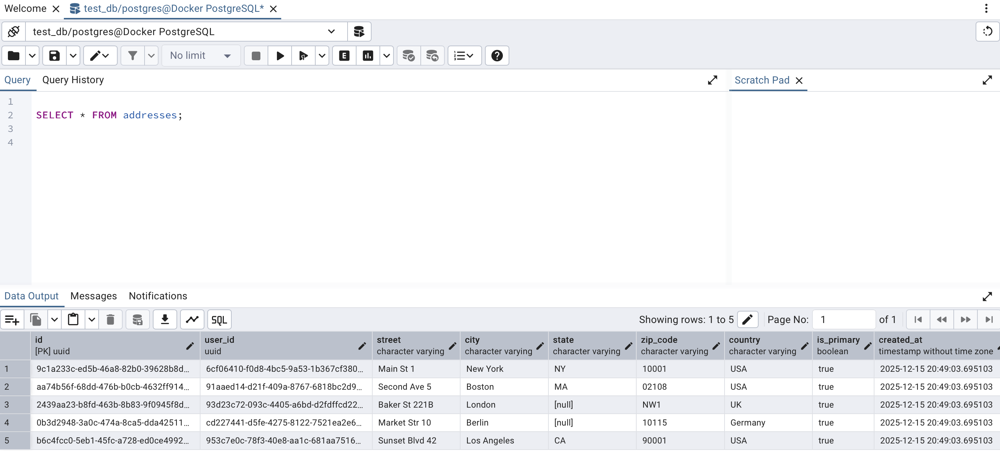 Welcome
test_db/postgres@Docker PostgreSQL*
test_db/postgres@Docker PostgreSQL
No limit
E
Query Query History
Scratch Pad
1
2 SELECT * FROM addresses;
3
4
Data Output Messages Notifications
SQL
Showing rows: 1 to 5
Page No: 1 of 1
id user_id street city state zip_code country is_primary created_at
[PK] uuid uuid character varying character varying character varying character varying character varying boolean timestamp without time zone
1 9c1a233c-ed5b-46a8-82b0-39628b8d... 6cf06410-f0d8-4bc5-9a53-1b367cf380... Main St 1 New York NY 10001 USA true 2025-12-15 20:49:03.695103
2 aa74b56f-68dd-476b-b0cb-4632ff914... 91aaed14-d21f-409a-8767-6818bc2d9... Second Ave 5 Boston MA 02108 USA true 2025-12-15 20:49:03.695103
3 2439aa23-b8fd-463b-8b83-9f0945f8d... 93d23c72-093c-4405-a6bd-d2fdffcd22... Baker St 221B London [null] NW1 UK true 2025-12-15 20:49:03.695103
4 0b3d2948-3a0c-474a-8ca5-dda42511... cd227441-d5fe-4275-8122-7521ea2e6... Market Str 10 Berlin [null] 10115 Germany true 2025-12-15 20:49:03.695103
5 b6c4fcc0-5eb1-45fc-a728-ed0ce4992... 953c7e0c-78f3-40e8-aa1c-681aa7516... Sunset Blvd 42 Los Angeles CA 90001 USA true 2025-12-15 20:49:03.695103